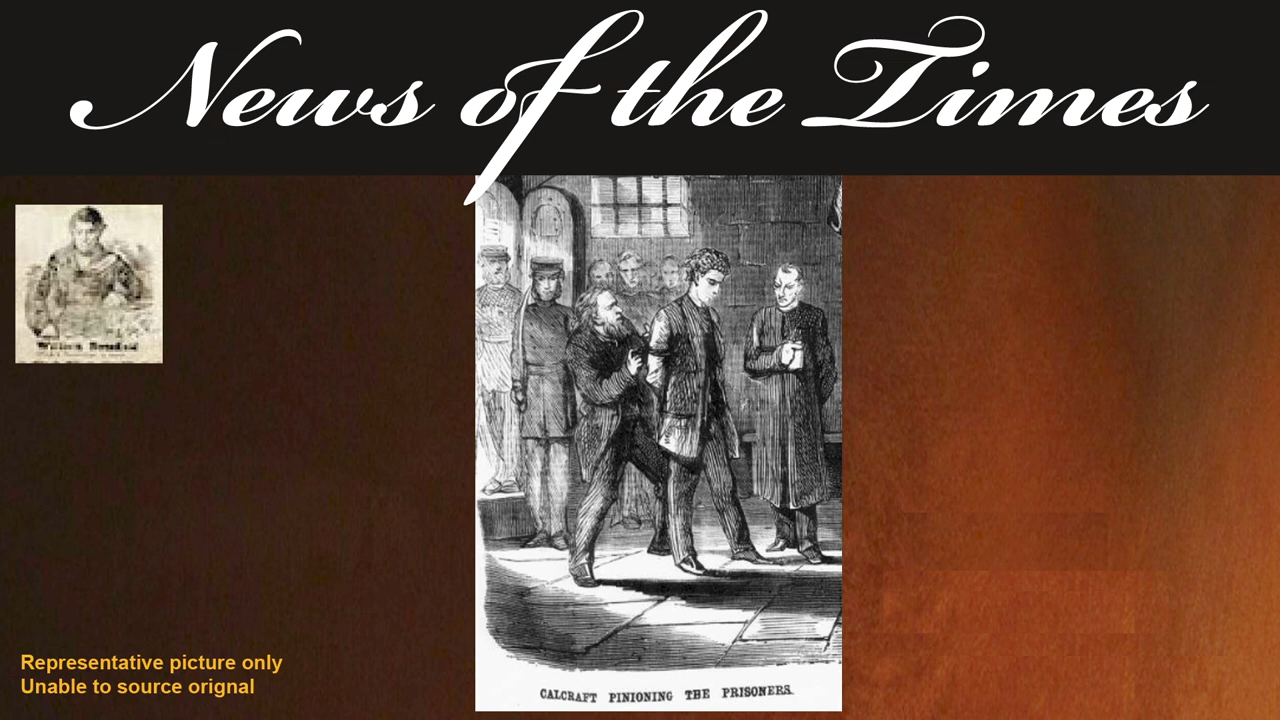 News of the Times
CALCRAFT PINIONING THE PRISONERS.
Representative picture only
Unable to source orignal